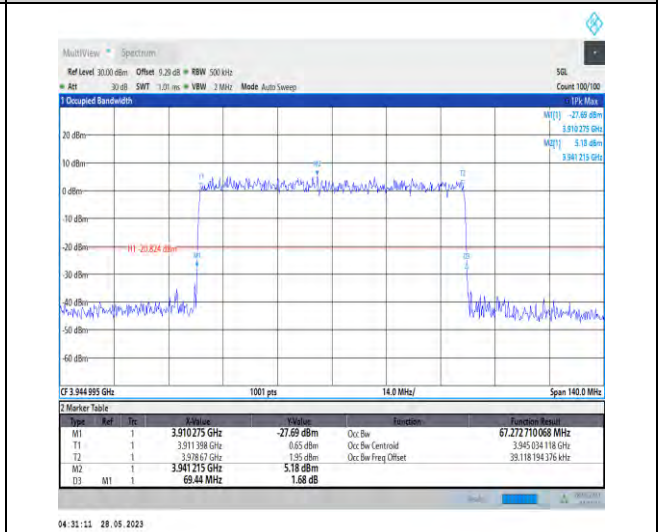 MultiView Spectrum
Ref Level 30.00 dBm Offset 9.29 dB RBW 500 kHz SGL
Att 30 dB SWT 1.01 ms VBW 2 MHz Mode Auto Sweep Count 100/100
1 Occupied Bandwidth 1Pk Max
M1[1] -27.69 dBm
3.910 275 GHz
M2[1] 5.18 dBm
3.941 215 GHz
20 dBm
10 dBm
0 dBm
-10 dBm
-20 dBm
H1 -20.824 dBm
-30 dBm
-40 dBm
-50 dBm
-60 dBm
T1
M2
T2
M1
D3
CF 3.944 995 GHz 1001 pts 14.0 MHz/ Span 140.0 MHz
2 Marker Table
Type Ref Trc X-Value Y-Value Function Function Result
M1 1 3.910 275 GHz -27.69 dBm Occ Bw 67.272 710 068 MHz
T1 1 3.911 398 GHz 0.65 dBm Occ Bw Centroid 3.945 034 118 GHz
T2 1 3.978 67 GHz 1.95 dBm Occ Bw Freq Offset 39.118 194 376 kHz
M2 1 3.941 215 GHz 5.18 dBm
D3 M1 1 69.44 MHz 1.68 dB
04:31:11 28.05.2023